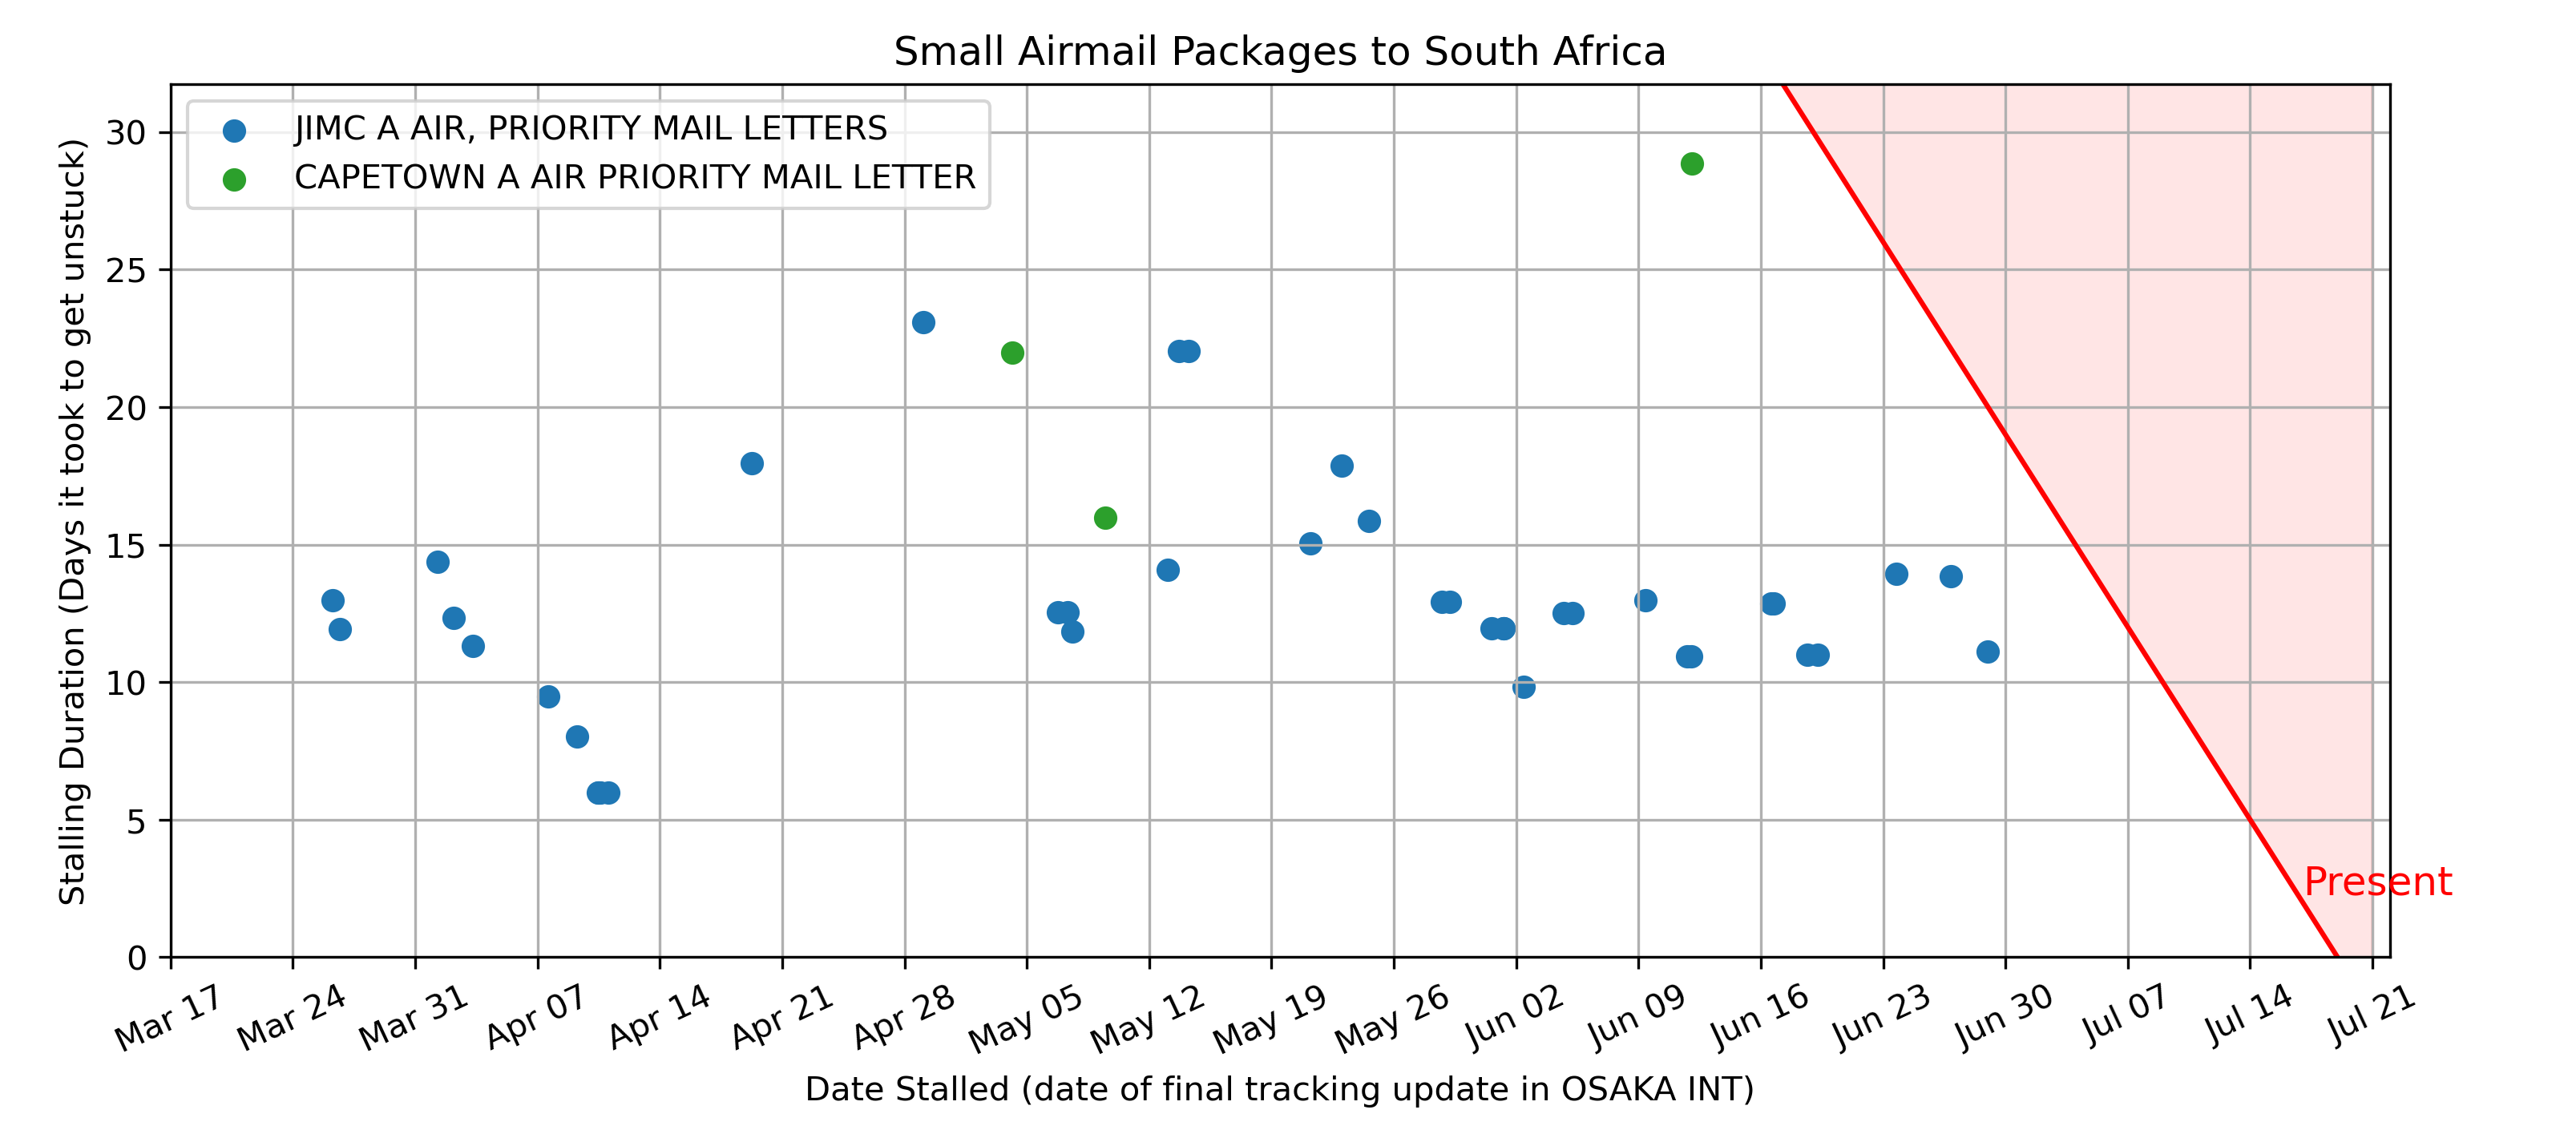 Small Airmail Packages to South Africa
JIMC A AIR, PRIORITY MAIL LETTERS
CAPETOWN A AIR PRIORITY MAIL LETTER
Stalling Duration (Days it took to get unstuck)
30
25
20
15
10
5
0
Present
Mar 17
Mar 24
Mar 31
Apr 07
Apr 14
Apr 21
Apr 28
May 05
May 12
May 19
May 26
Jun 02
Jun 09
Jun 16
Jun 23
Jun 30
Jul 07
Jul 14
Jul 21
Date Stalled (date of final tracking update in OSAKA INT)